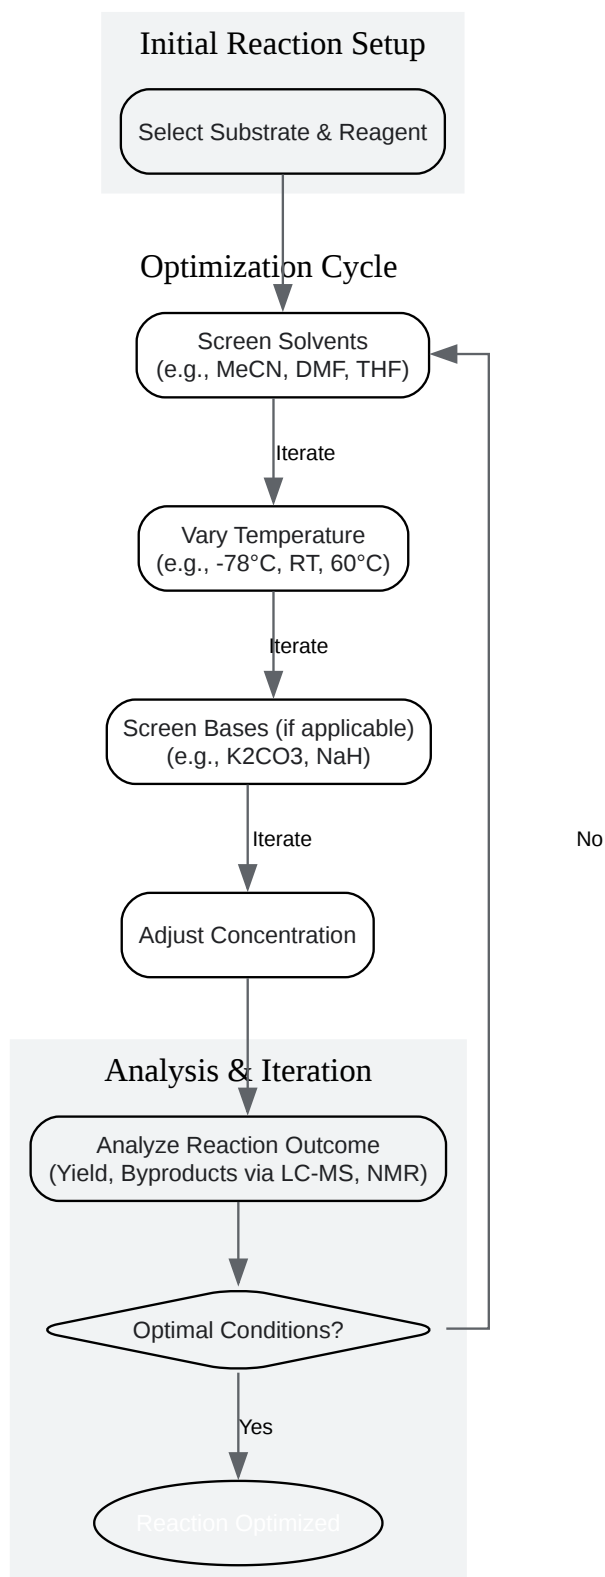 Initial Reaction Setup
Select Substrate & Reagent
Optimization Cycle
Screen Solvents
(e.g., MeCN, DMF, THF)
Iterate
Vary Temperature
(e.g., -78°C, RT, 60°C)
Iterate
Screen Bases (if applicable)
(e.g., K2CO3, NaH)
Iterate
No
Adjust Concentration
Analysis & Iteration
Analyze Reaction Outcome
(Yield, Byproducts via LC-MS, NMR)
Optimal Conditions?
Yes
Reaction Optimized